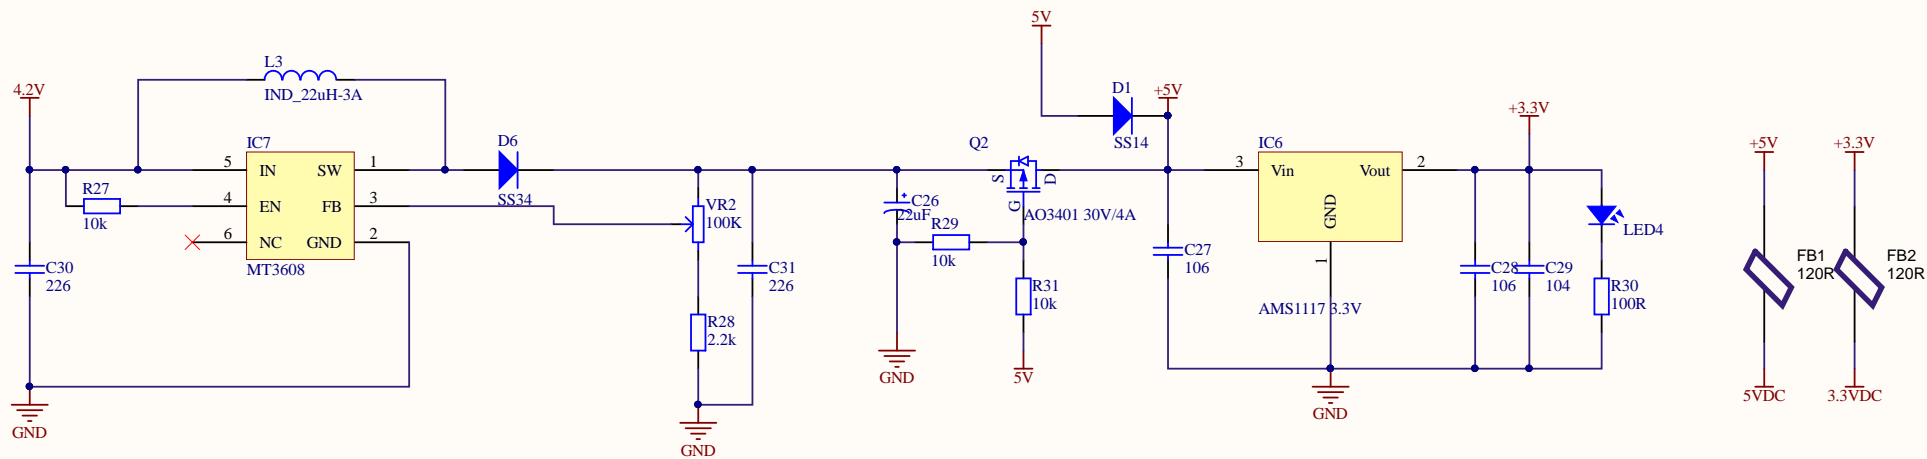 4.2V
L3
IND_22uH-3A
R27
10k
C30
226
GND
IC7
5
IN
SW
1
4
EN
FB
3
6
NC
GND
2
MT3608
D6
SS34
VR2
100K
R28
2.2k
C31
226
GND
C26
22uF
R29
10k
GND
Q2
S
D
G
AO3401 30V/4A
R31
10k
5V
5V
D1
SS14
+5V
C27
106
IC6
3
Vin
Vout
2
GND
1
AMS1117 3.3V
GND
+3.3V
C28
106
C29
104
LED4
R30
100R
+5V
FB1
120R
5VDC
+3.3V
FB2
120R
3.3VDC